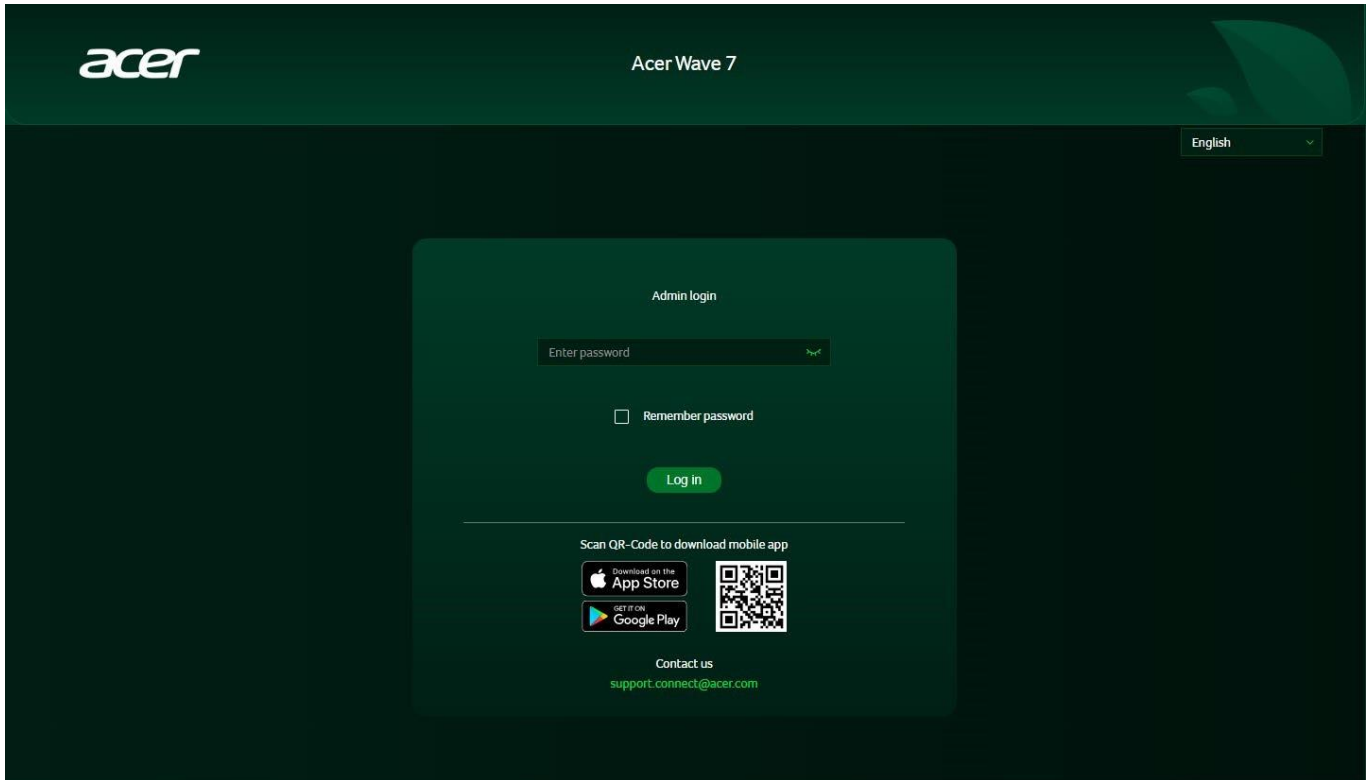 acer
Acer Wave 7
English
Admin login
Enter password
Remember password
Log in
Scan QR-Code to download mobile app
Download on the
App Store
GET IT ON
Google Play
Contact us
support.connect@acer.com